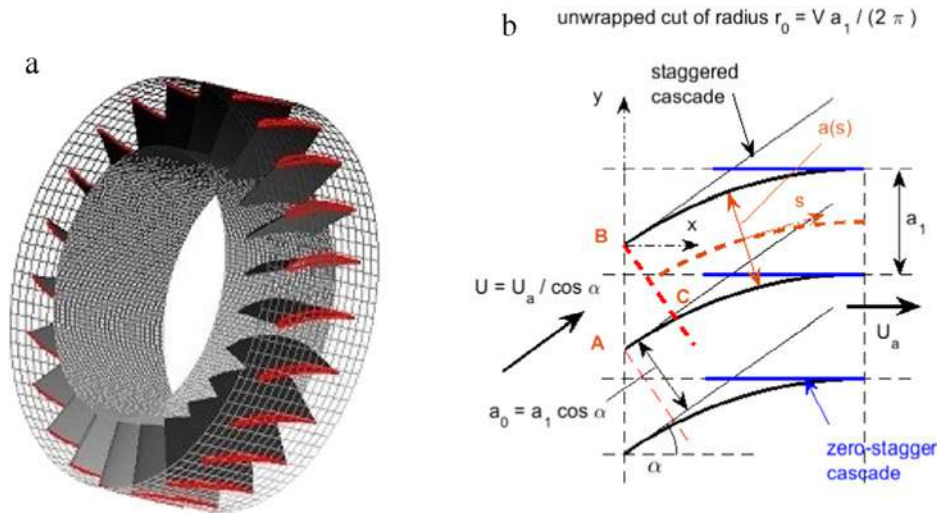 a
b
unwrapped cut of radius r₀ = V a₁ / (2 π )
staggered
cascade
y
a(s)
B
x
s
a₁
U = Uₐ / cos α
C
A
Uₐ
a₀ = a₁ cos α
α
zero-stagger
cascade